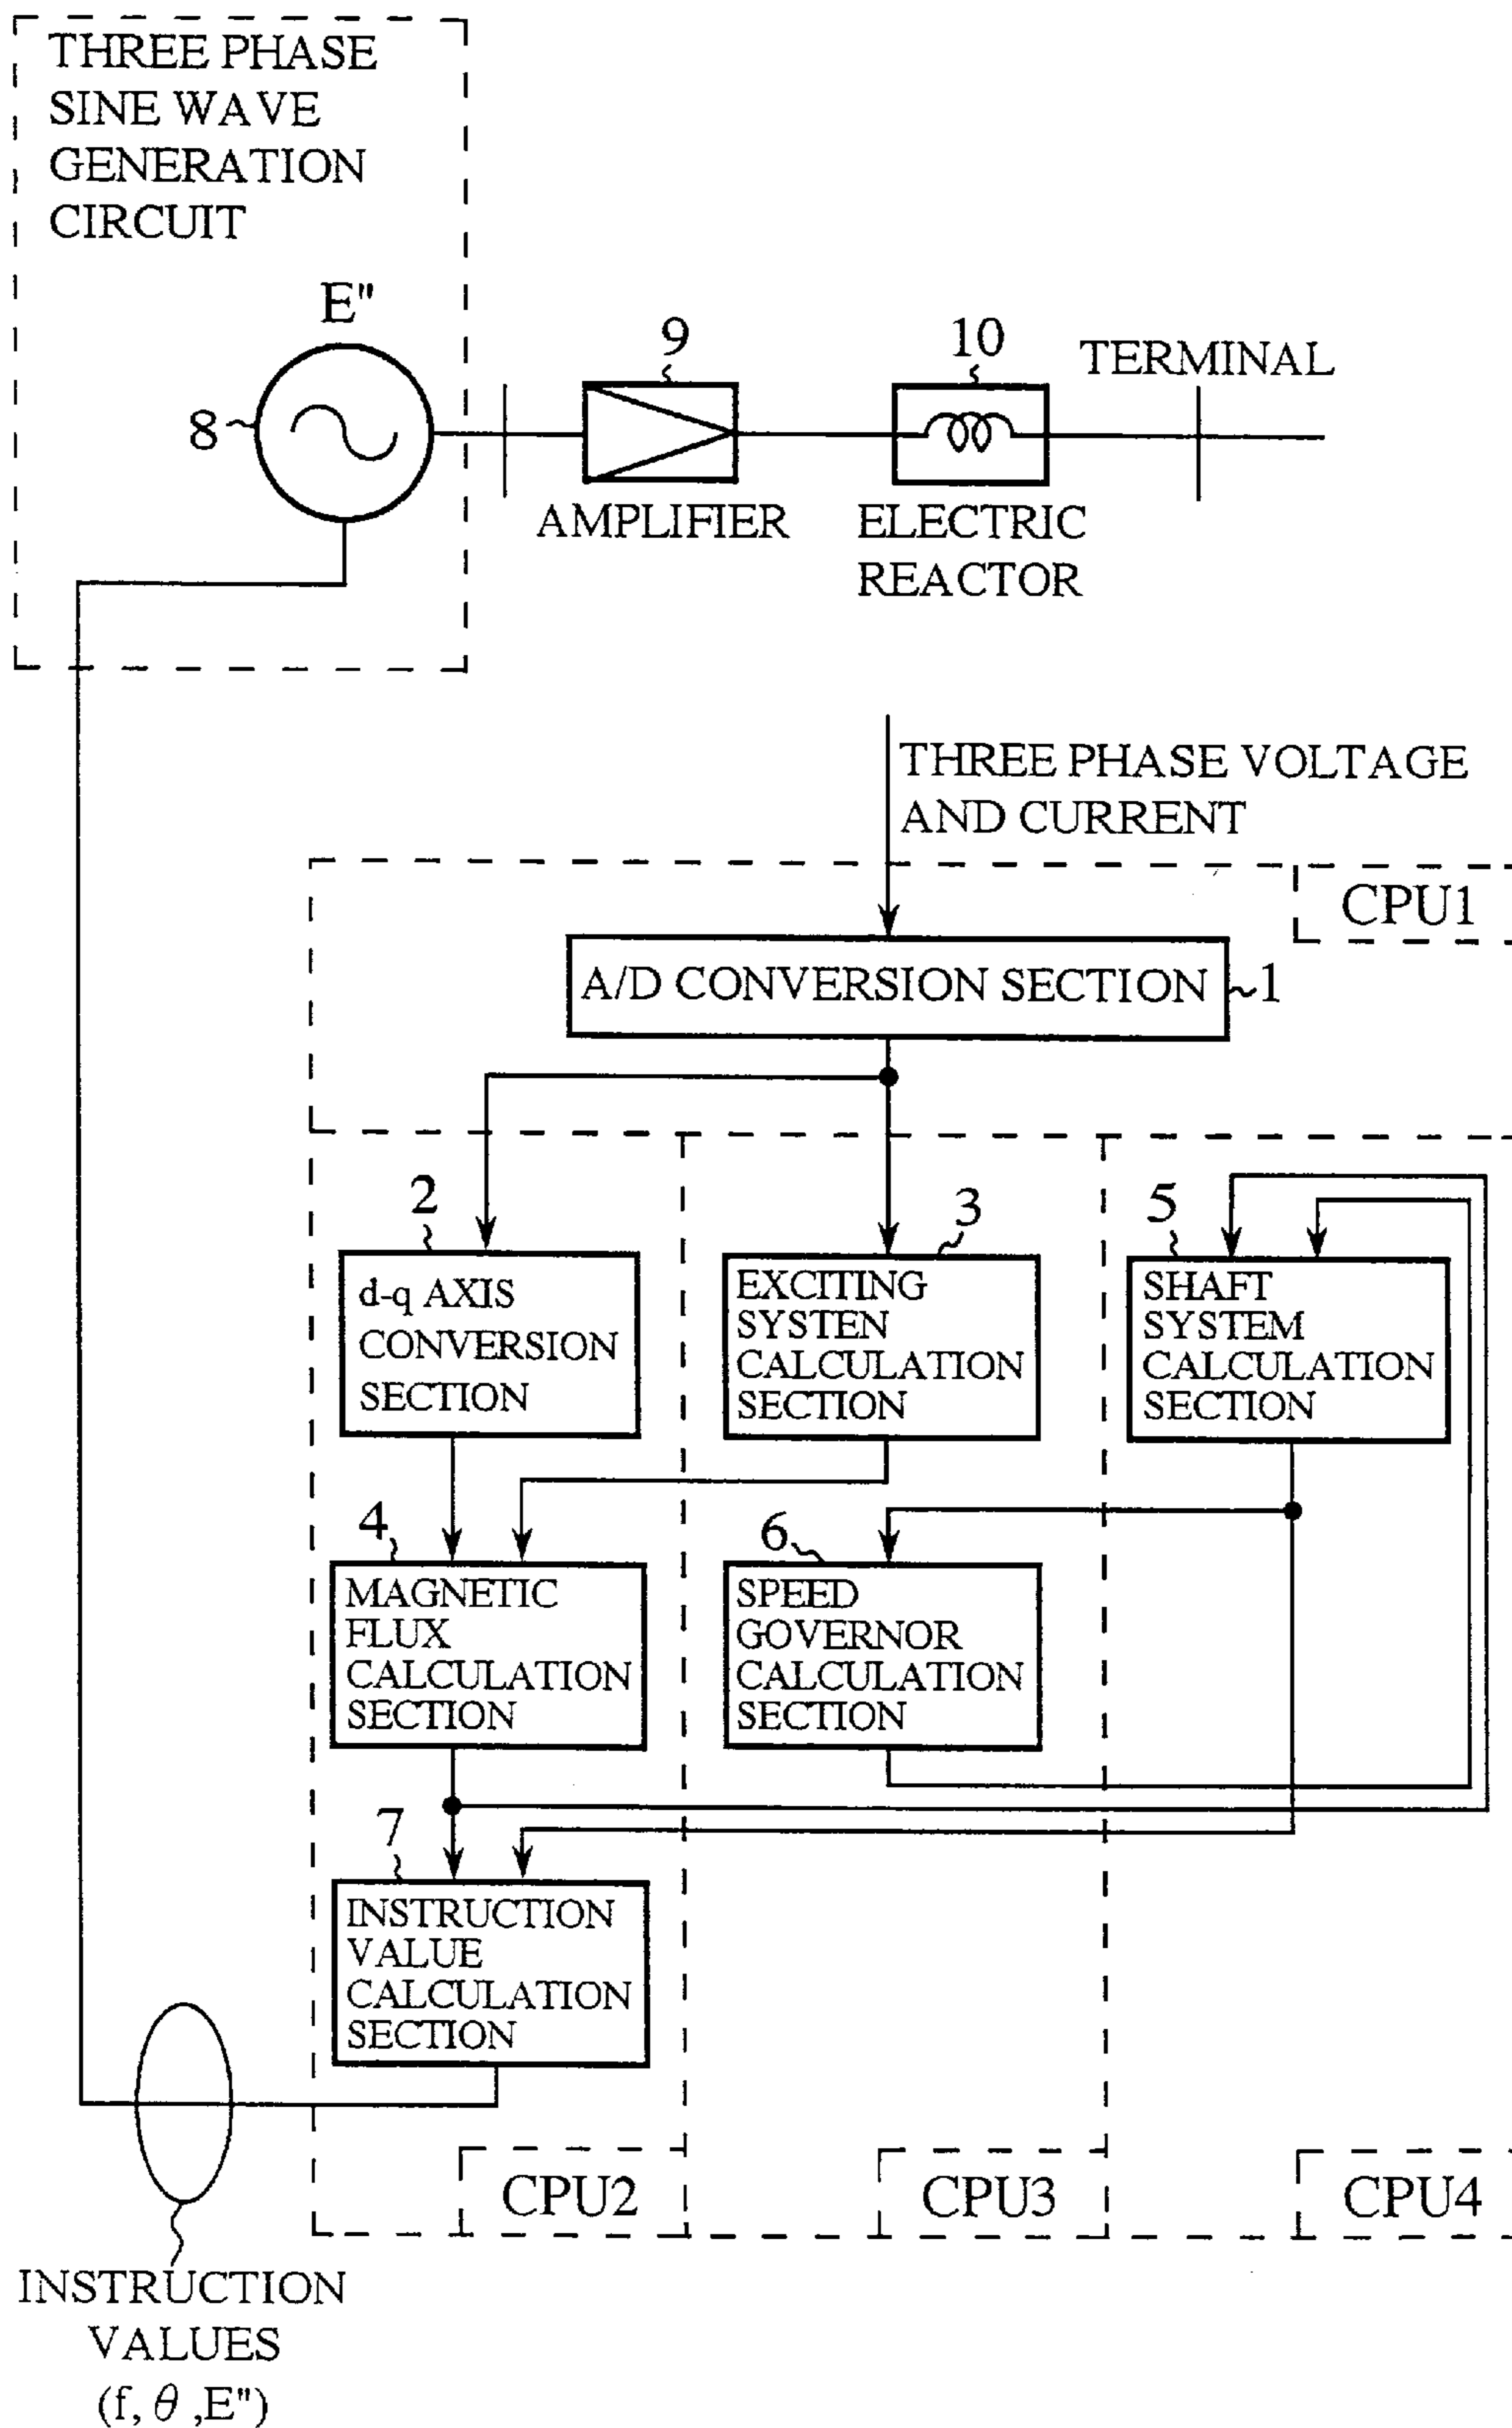 THREE PHASE
SINE WAVE
GENERATION
CIRCUIT
E"
8
9
AMPLIFIER
10
ELECTRIC
REACTOR
TERMINAL
THREE PHASE VOLTAGE
AND CURRENT
CPU1
A/D CONVERSION SECTION
1
2
d-q AXIS
CONVERSION
SECTION
3
EXCITING
SYSTEN
CALCULATION
SECTION
5
SHAFT
SYSTEM
CALCULATION
SECTION
4
MAGNETIC
FLUX
CALCULATION
SECTION
6
SPEED
GOVERNOR
CALCULATION
SECTION
7
INSTRUCTION
VALUE
CALCULATION
SECTION
CPU2
CPU3
CPU4
INSTRUCTION
VALUES
(f, θ ,E")